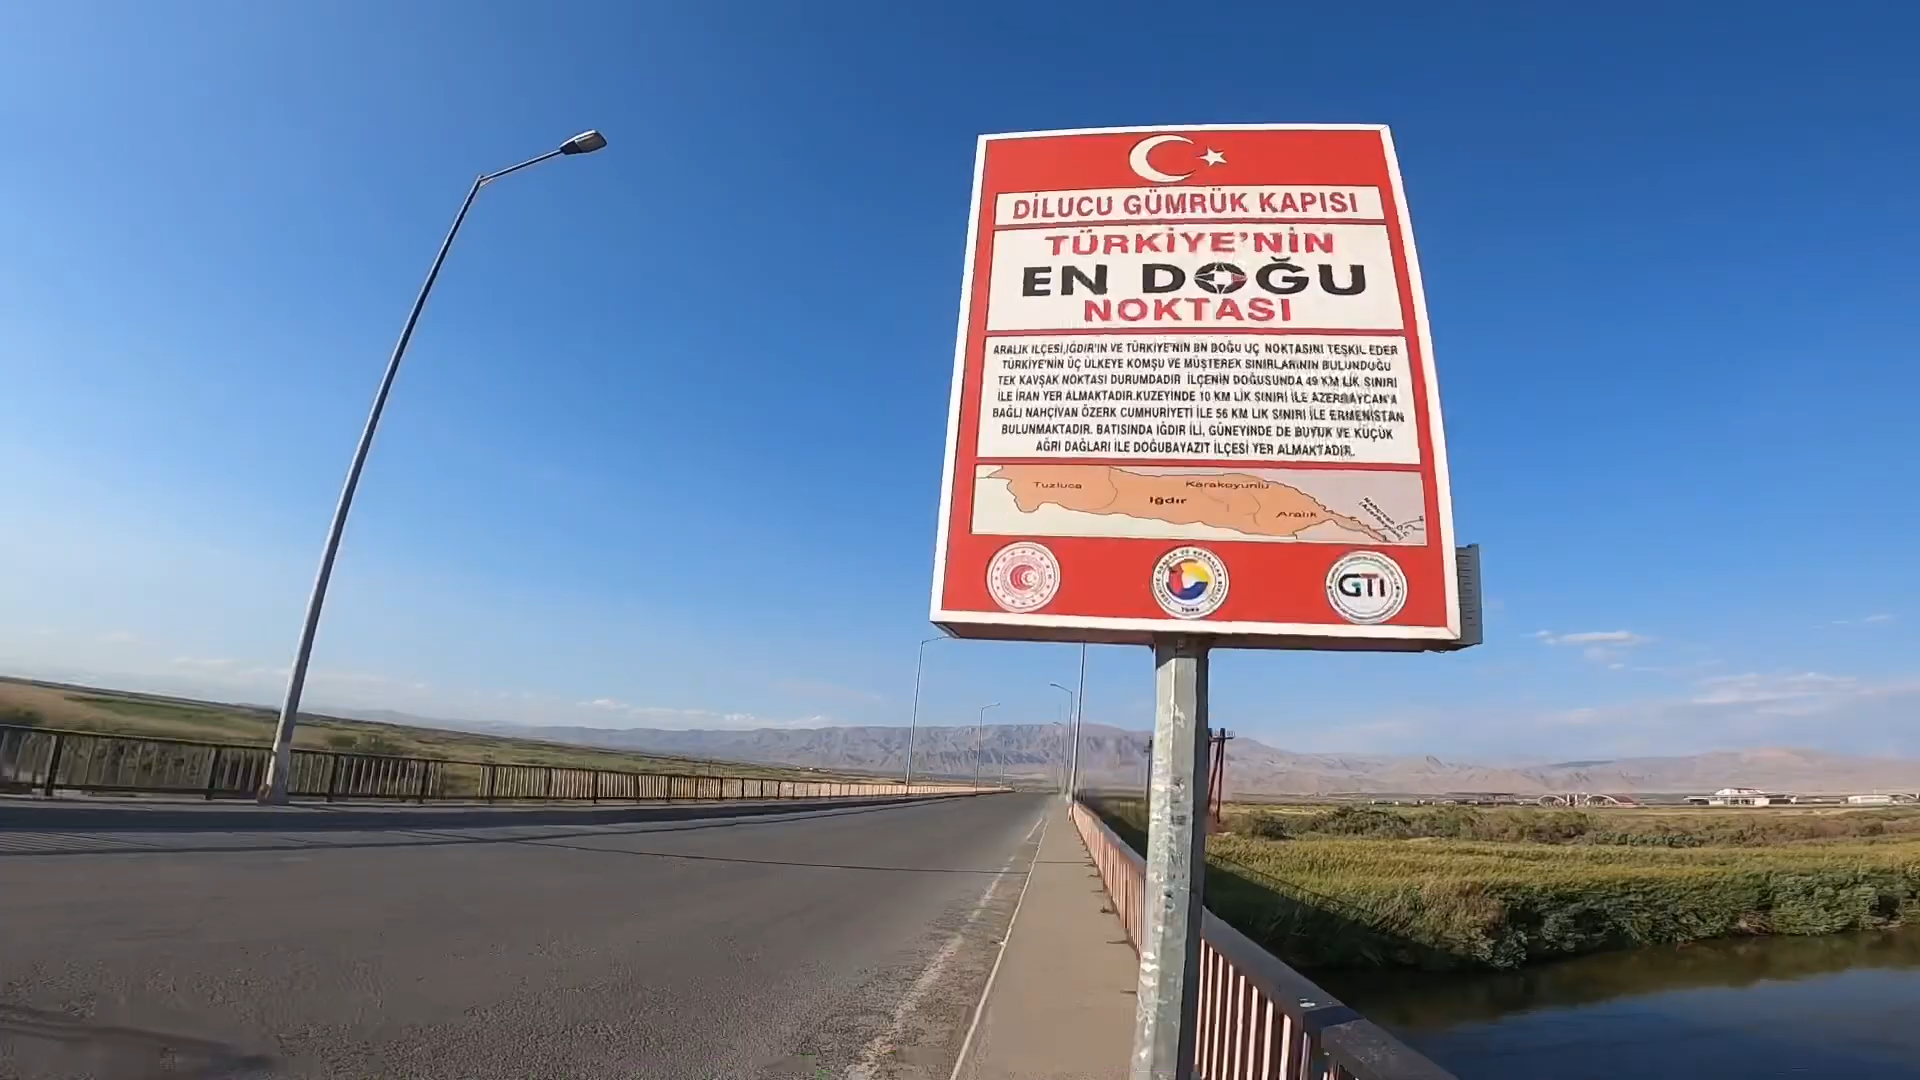 DİLUCU GÜMRÜK KAPISI
TÜRKİYE'NİN
EN DOĞU
NOKTASI
ARALIK İLÇESİ,IĞDIR'IN VE TÜRKİYE'NİN EN DOĞU UÇ NOKTASINI TEŞKİL EDER
TÜRKİYE'NİN ÜÇ ÜLKEYE KOMŞU VE MÜŞTEREK SINIRLARININ BULUNDUĞU
TEK KAVŞAK NOKTASI DURUMDADIR İLÇENİN DOĞUSUNDA 49 KM LİK SINIRI
İLE İRAN YER ALMAKTADIR.KUZEYİNDE 10 KM LİK SINIRI İLE AZERBAYCAN'A
BAĞLI NAHÇİVAN ÖZERK CUMHURİYETİ İLE 56 KM LIK SINIRI İLE ERMENİSTAN
BULUNMAKTADIR. BATISINDA IĞDIR İLİ, GÜNEYİNDE DE BÜYÜK VE KÜÇÜK
AĞRI DAĞLARI İLE DOĞUBAYAZIT İLÇESİ YER ALMAKTADIR.
Tuzluca
Karakoyunlu
Iğdır
Aralık
GTI